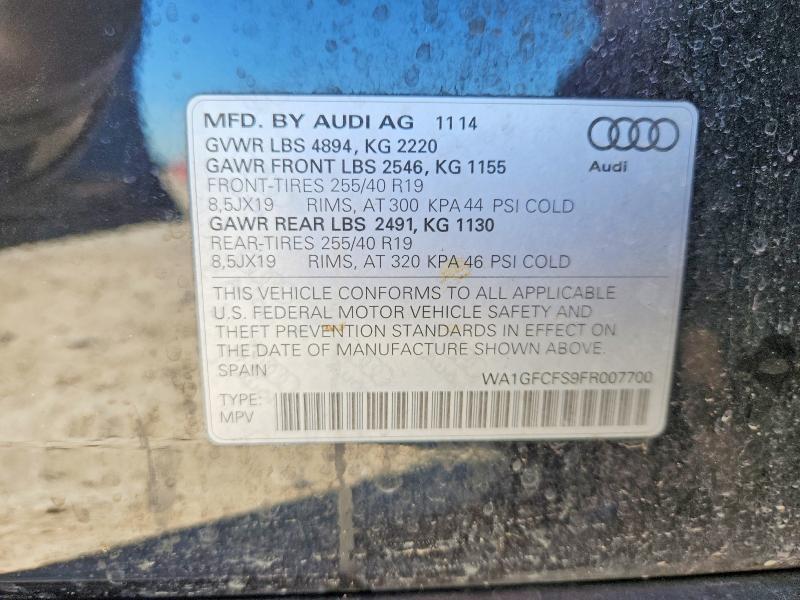 MFD. BY AUDI AG 11 14
GVWR LBS 4894, KG 2220
GAWR FRONT LBS 2546, KG 1155
FRONT-TIRES 255/40 R19
8,5JX19 RIMS, AT 300 KPA 44 PSI COLD
GAWR REAR LBS 2491, KG 1130
REAR-TIRES 255/40 R19
8,5JX19 RIMS, AT 320 KPA 46 PSI COLD
Audi
THIS VEHICLE CONFORMS TO ALL APPLICABLE
U.S. FEDERAL MOTOR VEHICLE SAFETY AND
THEFT PREVENTION STANDARDS IN EFFECT ON
THE DATE OF MANUFACTURE SHOWN ABOVE.
SPAIN
WA1GFCFS9FR007700
TYPE:
MPV